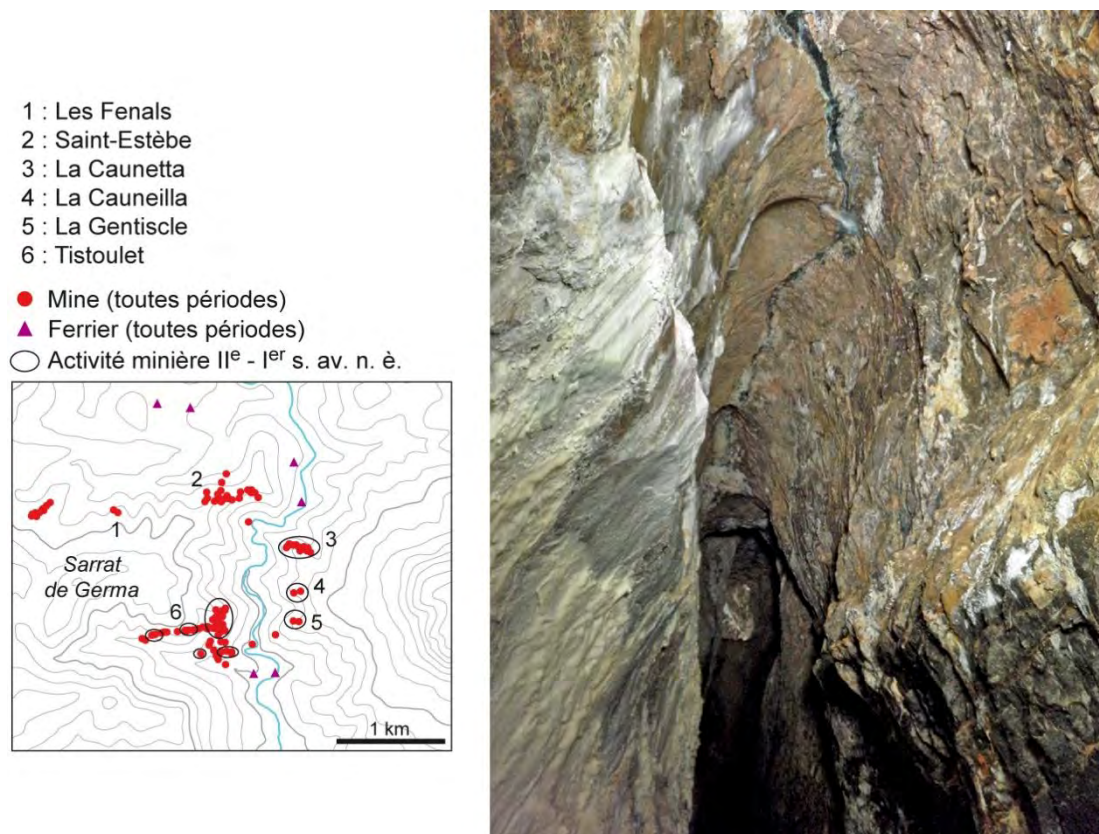 1 : Les Fenals
2 : Saint-Estèbe
3 : La Caunetta
4 : La Cauneilla
5 : La Gentiscle
6 : Tistoulet
Mine (toutes périodes)
Ferrier (toutes périodes)
Activité minière IIe - Ier s. av. n. è.
2
1
3
Sarrat
de Germa
4
6
5
1 km